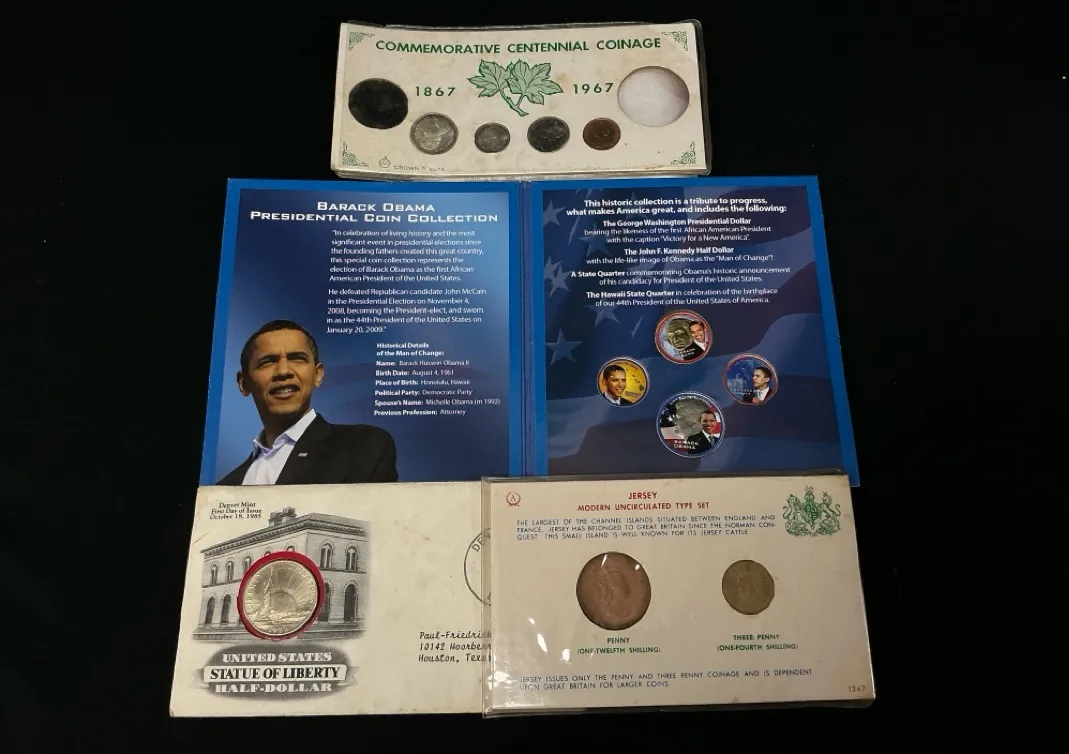 COMMEMORATIVE CENTENNIAL COINAGE
1867 1967
CROWN
BARACK OBAMA
PRESIDENTIAL COIN COLLECTION
"In celebration of living history and the most
significant event in presidential elections since
the founding fathers created this great country,
this special coin collection represents the
election of Barack Obama as the first African
American President of the United States.
He defeated Republican candidate John McCain
in the Presidential Election on November 4,
2008, becoming the President-elect, and sworn
in as the 44th President of the United States on
January 20, 2009."
Historical Details
of the Man of Change:
Name: Barack Hussein Obama II
Birth Date: August 4, 1961
Place of Birth: Honolulu, Hawaii
Political Party: Democratic Party
Spouse's Name: Michelle Obama (m 1992)
Previous Profession: Attorney
This historic collection is a tribute to progress,
what makes America great, and includes the following:
The George Washington Presidential Dollar
bearing the likeness of the first African American President
with the caption "Victory for a New America".
The John F. Kennedy Half Dollar
with the life-like image of Obama as the "Man of Change"!
A State Quarter commemorating Obama's historic announcement
of his candidacy for President of the United States.
The Hawaii State Quarter in celebration of the birthplace
of our 44th President of the United States of America.
BARACK
OBAMA
Denver Mint
First Day of Issue
October 18, 1985
DE
UNITED STATES
STATUE OF LIBERTY
HALF-DOLLAR
Paul-Friedrich
10142 Moorber
Houston, Texa
A
JERSEY
MODERN UNCIRCULATED TYPE SET
THE LARGEST OF THE CHANNEL ISLANDS SITUATED BETWEEN ENGLAND AND
FRANCE, JERSEY HAS BELONGED TO GREAT BRITAIN SINCE THE NORMAN CON-
QUEST. THIS SMALL ISLAND IS WELL KNOWN FOR ITS JERSEY CATTLE.
PENNY
(ONE-TWELFTH SHILLING)
THREE PENNY
(ONE-FOURTH SHILLING)
JERSEY ISSUES ONLY THE PENNY AND THREE PENNY COINAGE AND IS DEPENDENT
UPON GREAT BRITAIN FOR LARGER COINS.
1267